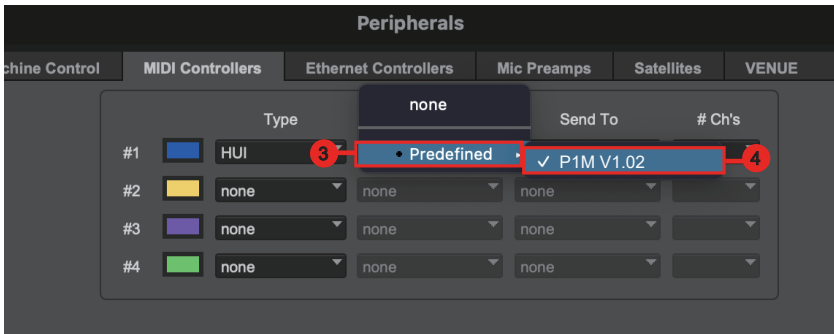 Peripherals
chine Control MIDI Controllers Ethernet Controllers Mic Preamps Satellites VENUE
none
Type Send To # Ch's
#1 HUI 3 • Predefined 4 ✓ P1M V1.02
#2 none none none
#3 none none none
#4 none none none